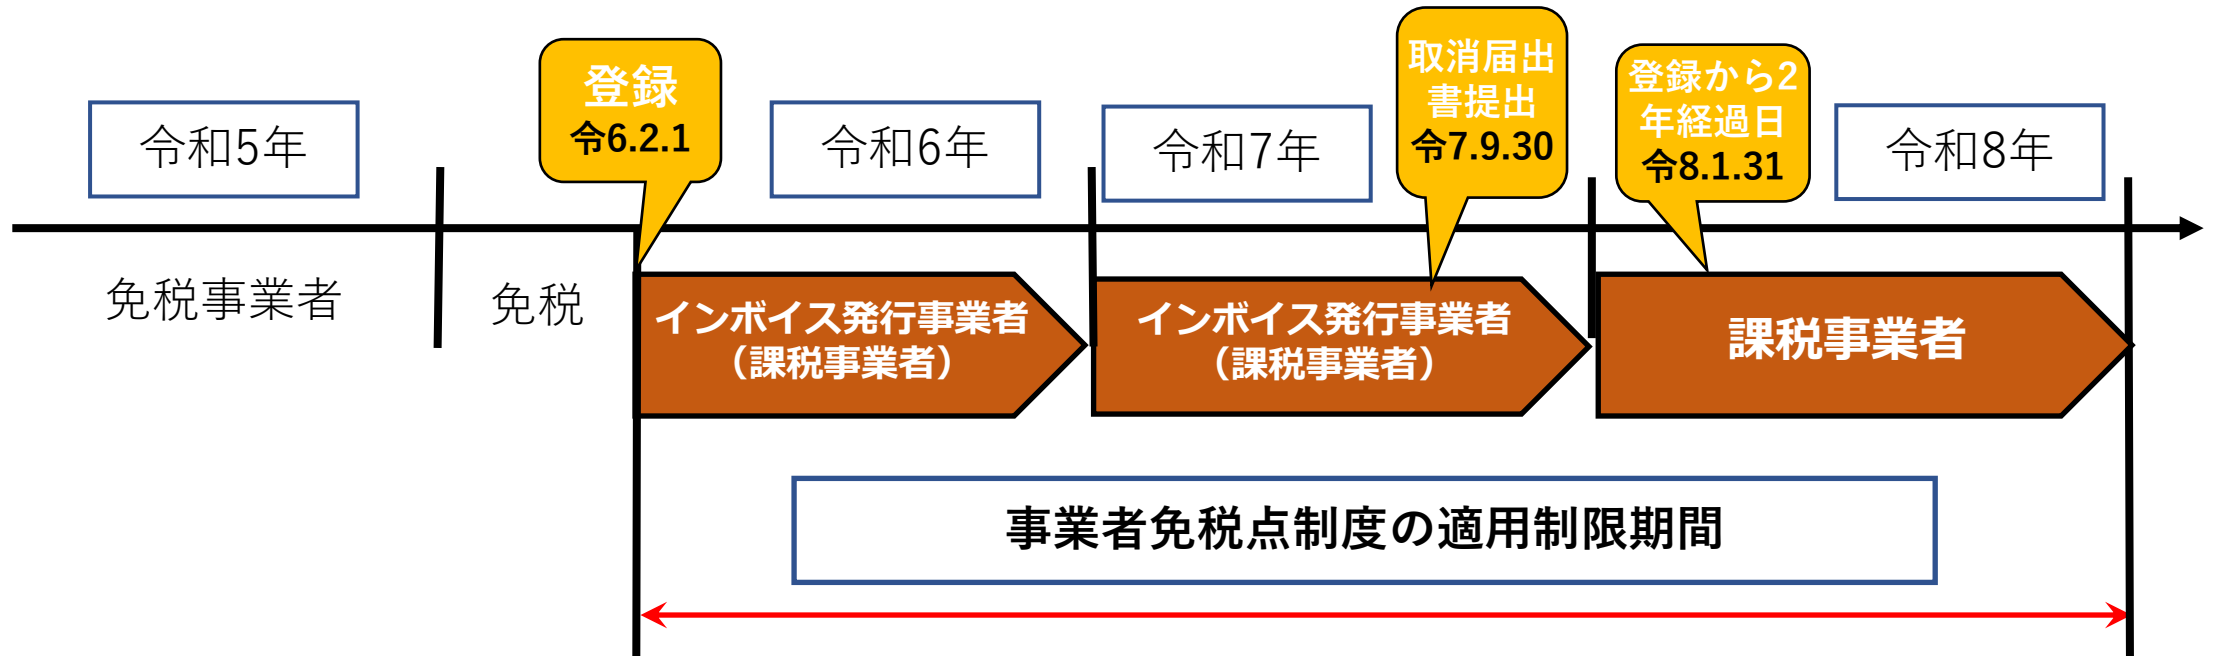 令和5年
登録
令6.2.1
令和6年
令和7年
取消届出
書提出
令7.9.30
登録から2
年経過日
令8.1.31
令和8年
免税事業者
免税
インボイス発行事業者
（課税事業者）
インボイス発行事業者
（課税事業者）
課税事業者
事業者免税点制度の適用制限期間